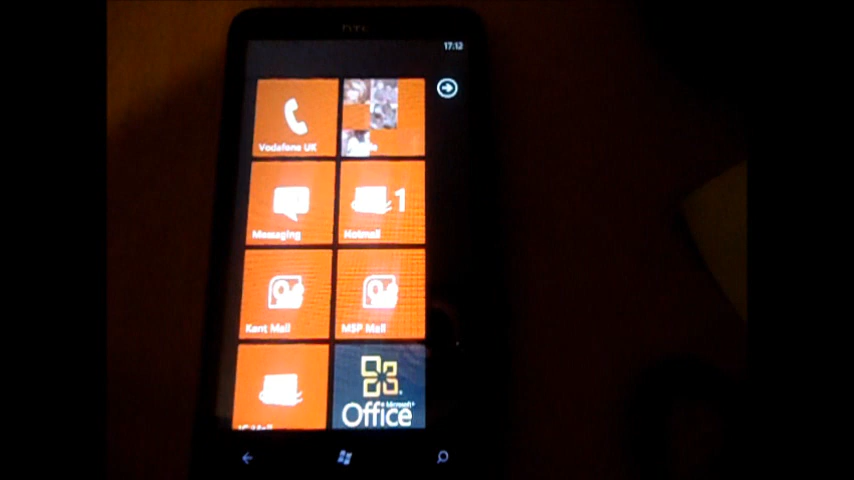 hTC
17:12
Vodafone UK
Messaging
1
Hotmail
Kent Mail
MSP Mail
Microsoft
Office